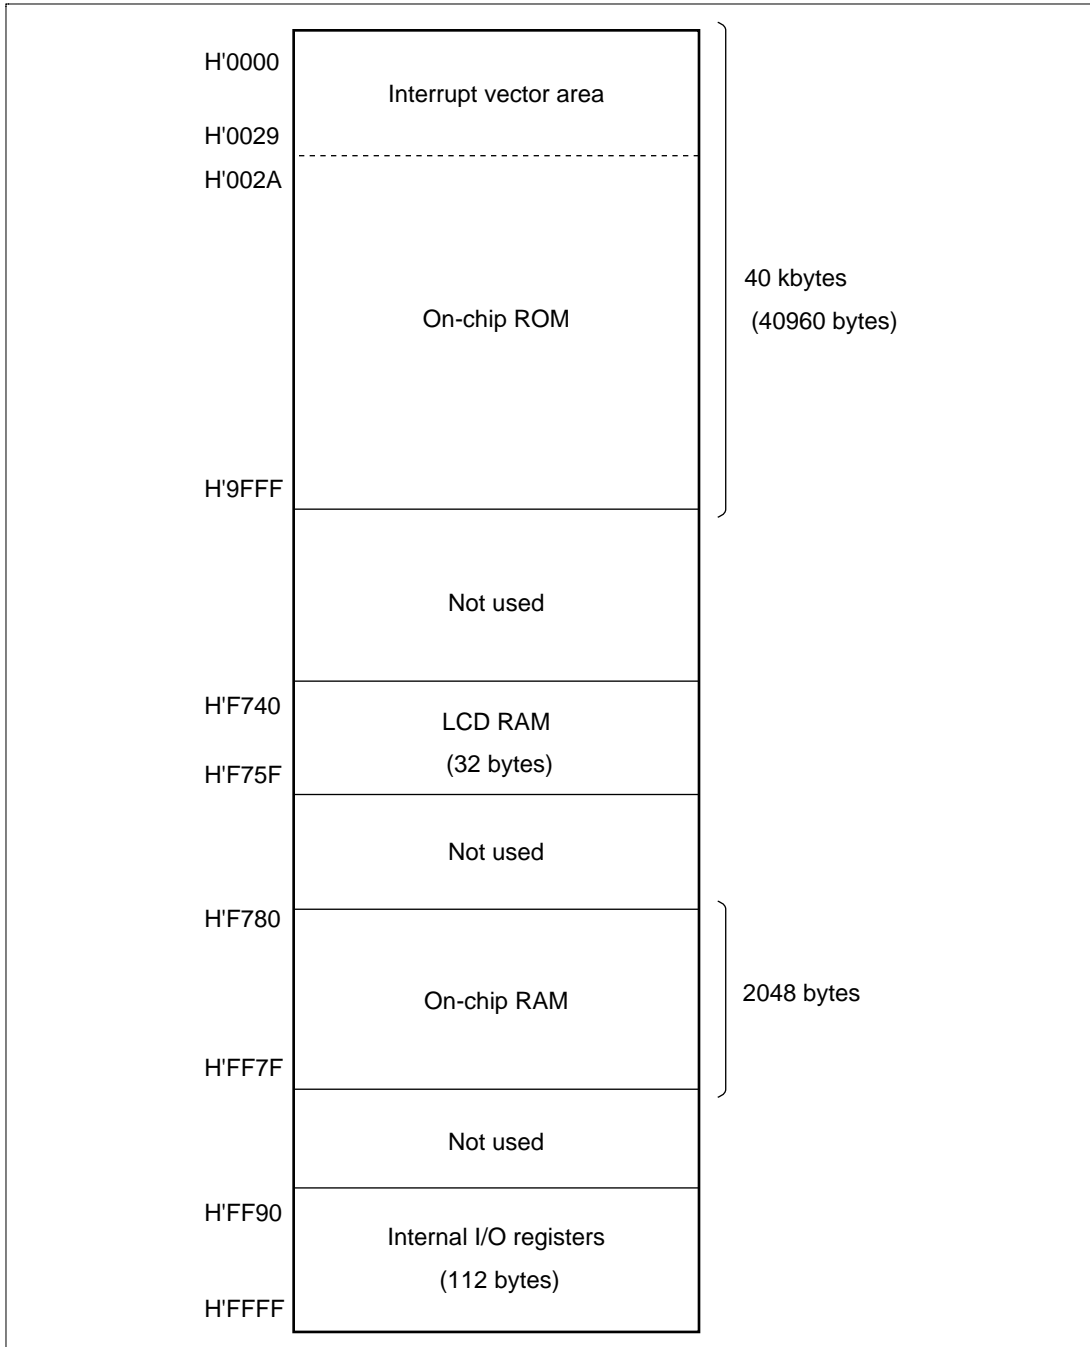 H'0000
Interrupt vector area
H'0029
H'002A
40 kbytes
(40960 bytes)
On-chip ROM
H'9FFF
Not used
H'F740
LCD RAM
(32 bytes)
H'F75F
Not used
H'F780
On-chip RAM
2048 bytes
H'FF7F
Not used
H'FF90
Internal I/O registers
(112 bytes)
H'FFFF